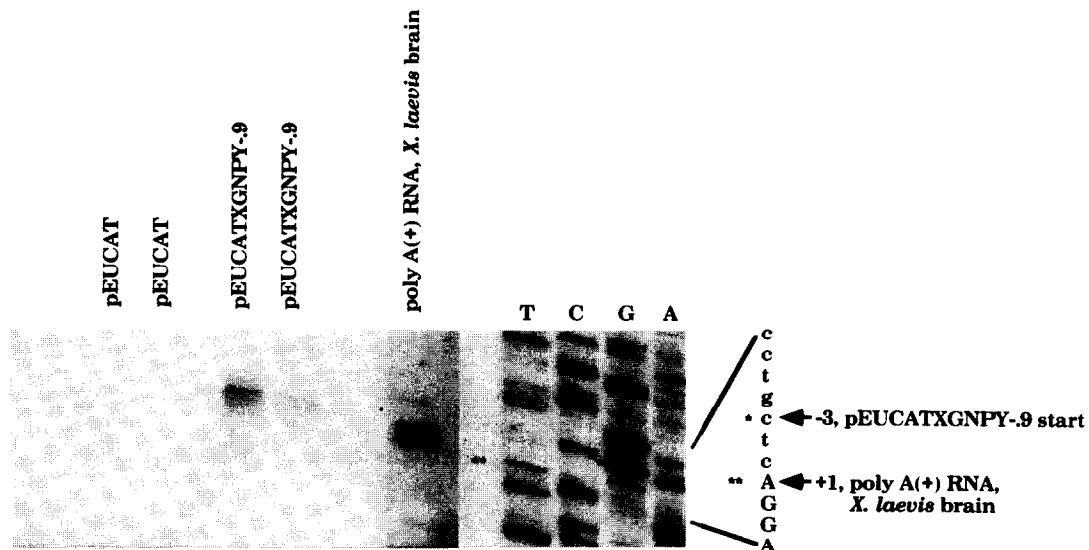 pEUCAT
pEUCAT
pEUCATXGNPY-.9
pEUCATXGNPY-.9
poly A(+) RNA, X. laevis brain
T C G A
c
c
t
g
* c -3, pEUCATXGNPY-.9 start
t
c
** A +1, poly A(+) RNA,
X. laevis brain
G
G
A
**